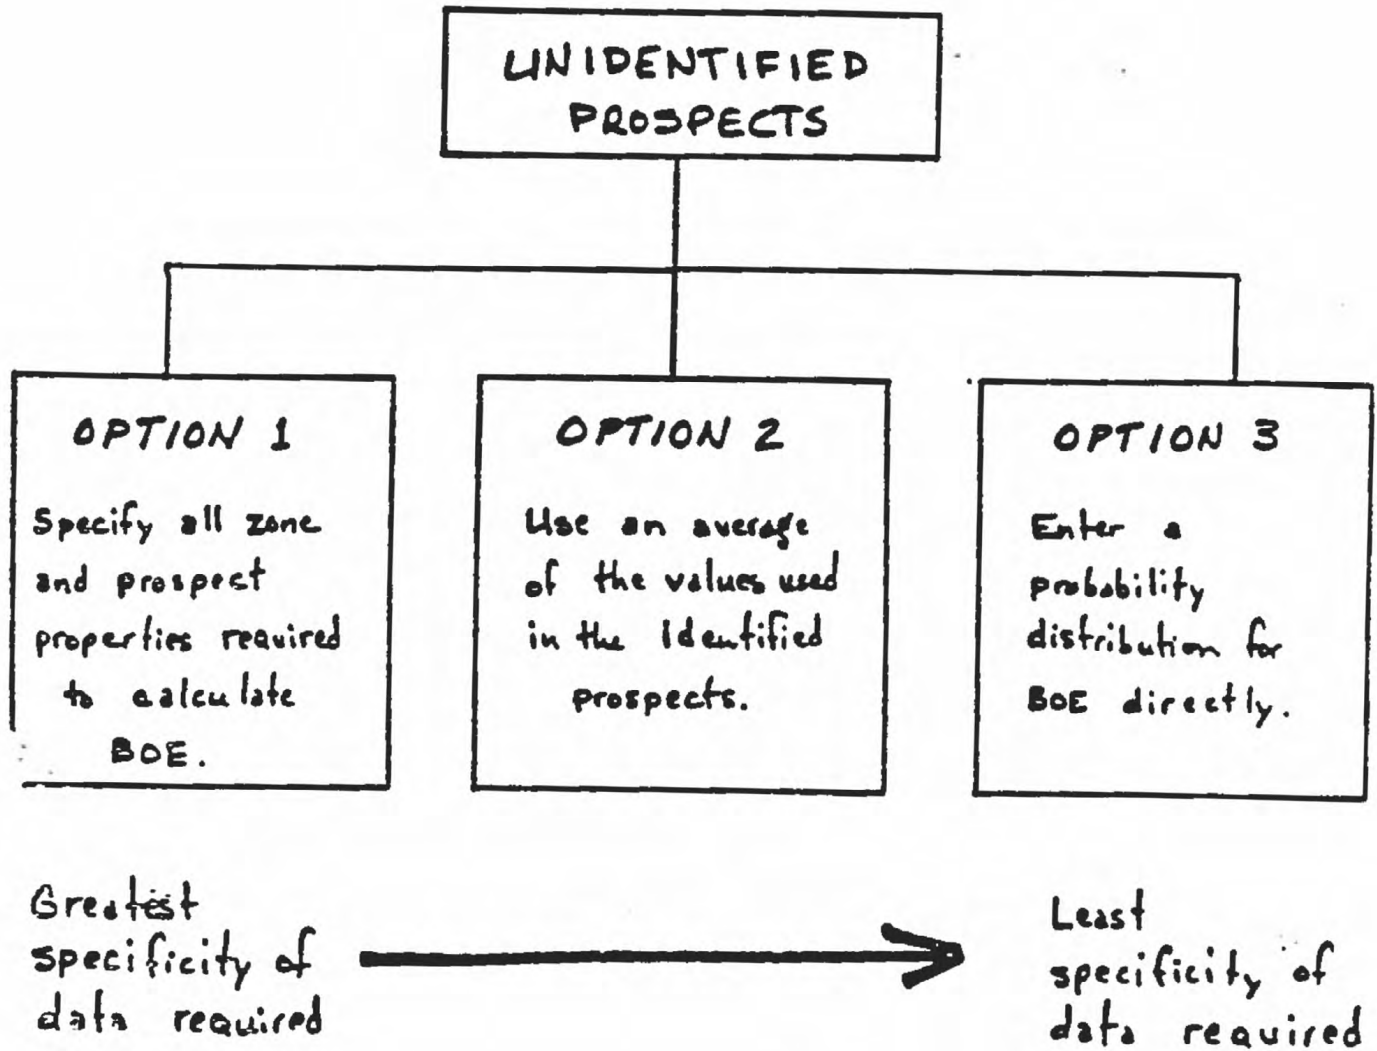 UNIDENTIFIED
PROSPECTS
OPTION 1
Specify all zone
and prospect
properties required
to calculate
BOE.
OPTION 2
Use an average
of the values used
in the identified
prospects.
OPTION 3
Enter a
probability
distribution for
BOE directly.
Greatest
specificity of
data required
Least
specificity of
data required